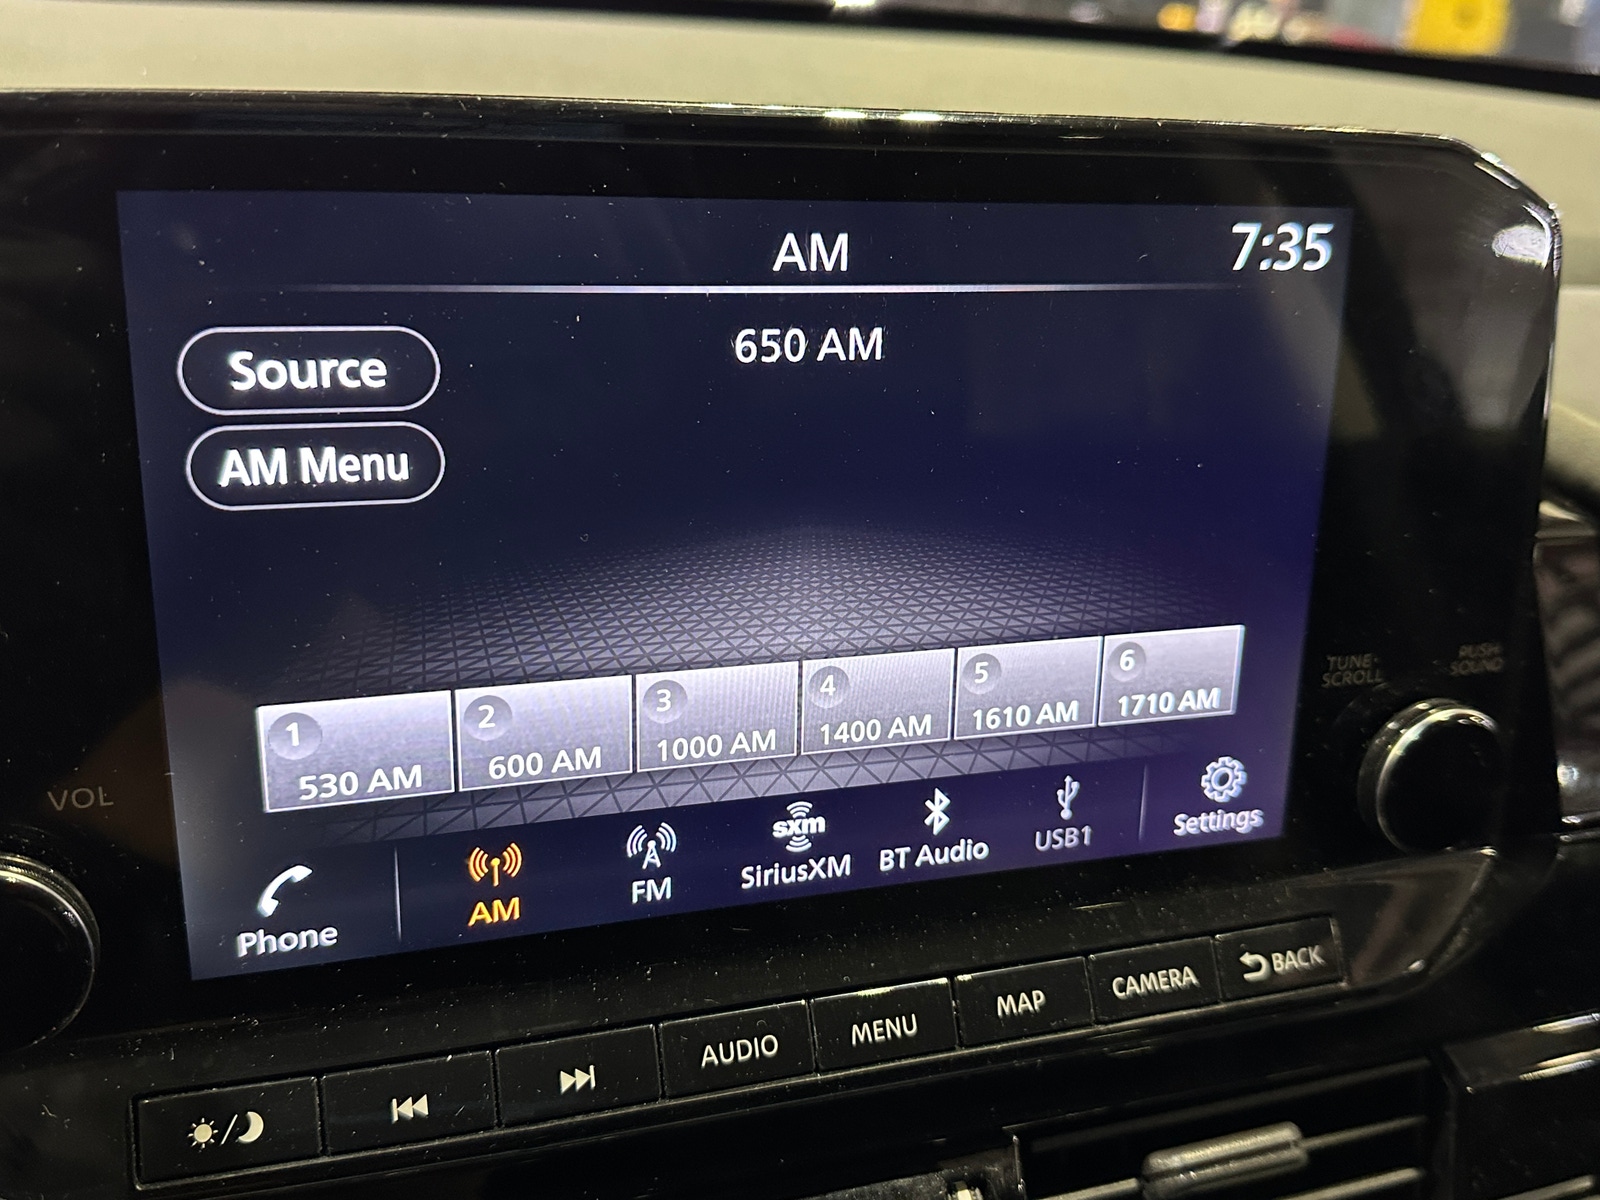 AM
7:35
650 AM
Source
AM Menu
1
530 AM
2
600 AM
3
1000 AM
4
1400 AM
5
1610 AM
6
1710 AM
TUNE·
SCROLL
PUSH
SOUND
VOL
Phone
AM
FM
sxm
SiriusXM
BT Audio
USB1
Settings
AUDIO
MENU
MAP
CAMERA
BACK